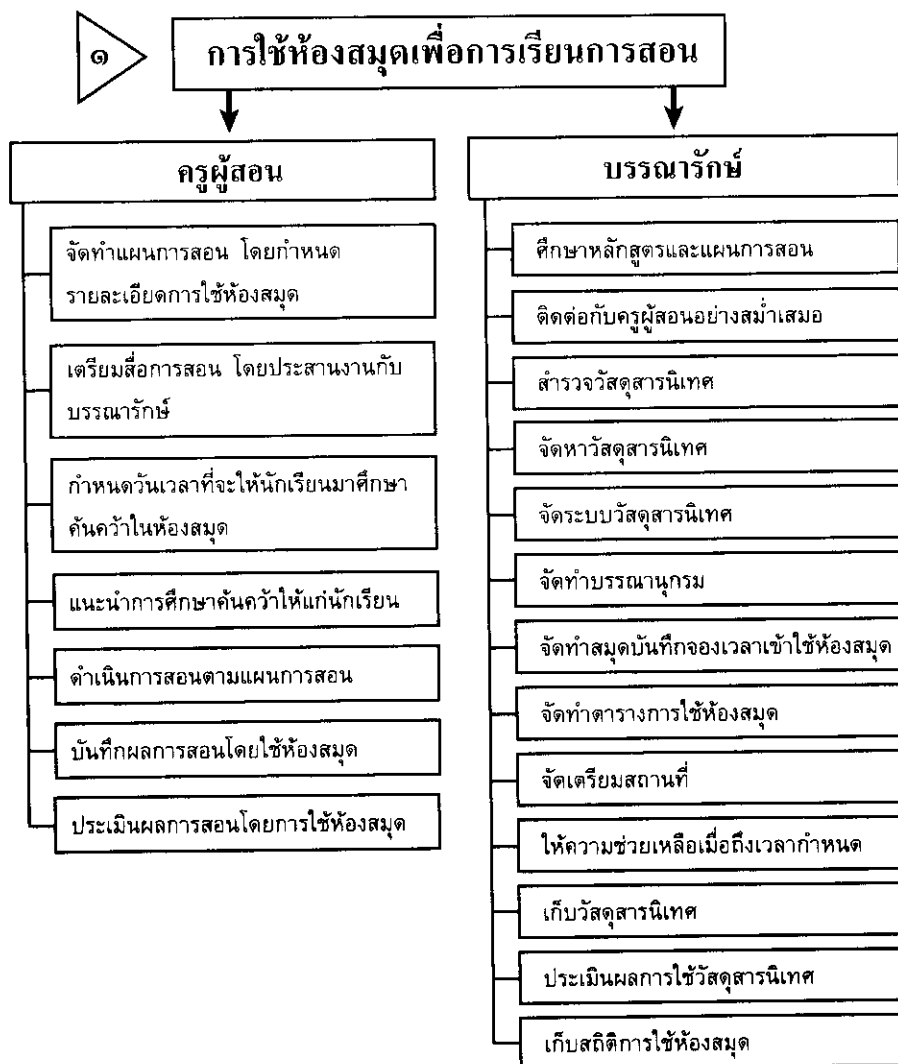 ๑
การใช้ห้องสมุดเพื่อการเรียนการสอน
ครูผู้สอน
จัดทำแผนการสอน โดยกำหนด
รายละเอียดการใช้ห้องสมุด
เตรียมสื่อการสอน โดยประสานงานกับ
บรรณารักษ์
กำหนดวันเวลาที่จะให้นักเรียนมาศึกษา
ค้นคว้าในห้องสมุด
แนะนำการศึกษาค้นคว้าให้แก่นักเรียน
ดำเนินการสอนตามแผนการสอน
บันทึกผลการสอนโดยใช้ห้องสมุด
ประเมินผลการสอนโดยการใช้ห้องสมุด
บรรณารักษ์
ศึกษาหลักสูตรและแผนการสอน
ติดต่อกับครูผู้สอนอย่างสม่ำเสมอ
สำรวจวัสดุสารนิเทศ
จัดหาวัสดุสารนิเทศ
จัดระบบวัสดุสารนิเทศ
จัดทำบรรณานุกรม
จัดทำสมุดบันทึกจองเวลาเข้าใช้ห้องสมุด
จัดทำตารางการใช้ห้องสมุด
จัดเตรียมสถานที่
ให้ความช่วยเหลือเมื่อถึงเวลากำหนด
เก็บวัสดุสารนิเทศ
ประเมินผลการใช้วัสดุสารนิเทศ
เก็บสถิติการใช้ห้องสมุด